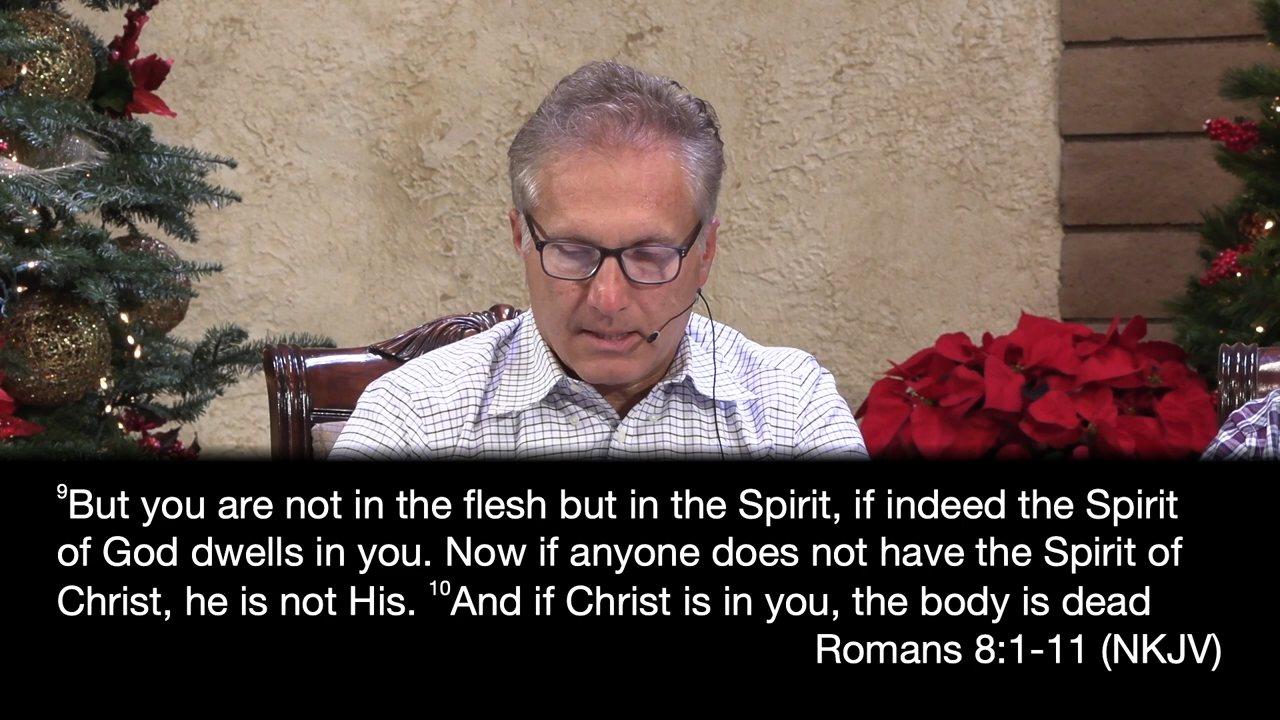 ⁹But you are not in the flesh but in the Spirit, if indeed the Spirit
of God dwells in you. Now if anyone does not have the Spirit of
Christ, he is not His. ¹⁰And if Christ is in you, the body is dead
Romans 8:1-11 (NKJV)